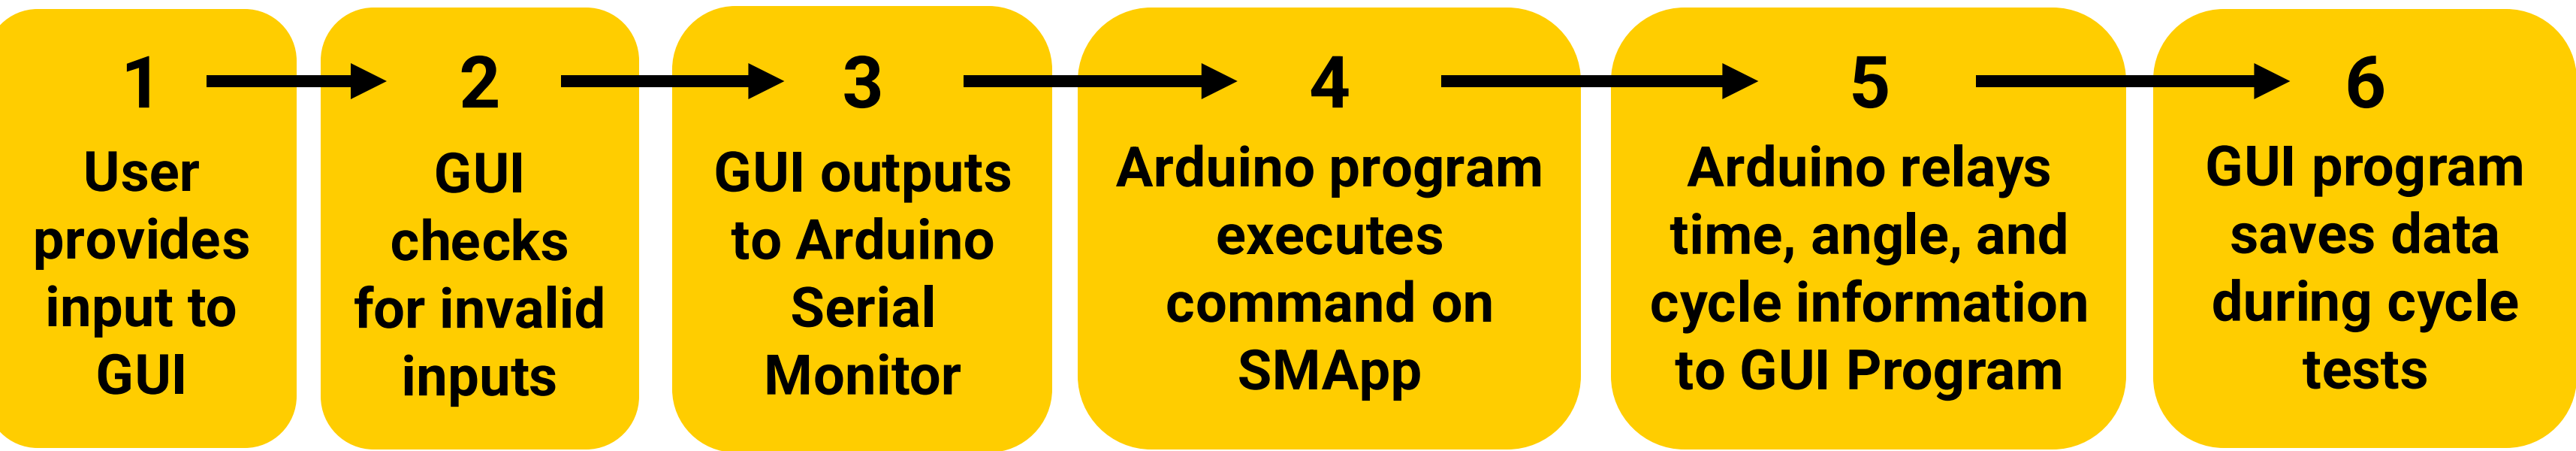 1
User
provides
input to
GUI
2
GUI
checks
for invalid
inputs
3
GUI outputs
to Arduino
Serial
Monitor
4
Arduino program
executes
command on
SMApp
5
Arduino relays
time, angle, and
cycle information
to GUI Program
6
GUI program
saves data
during cycle
tests